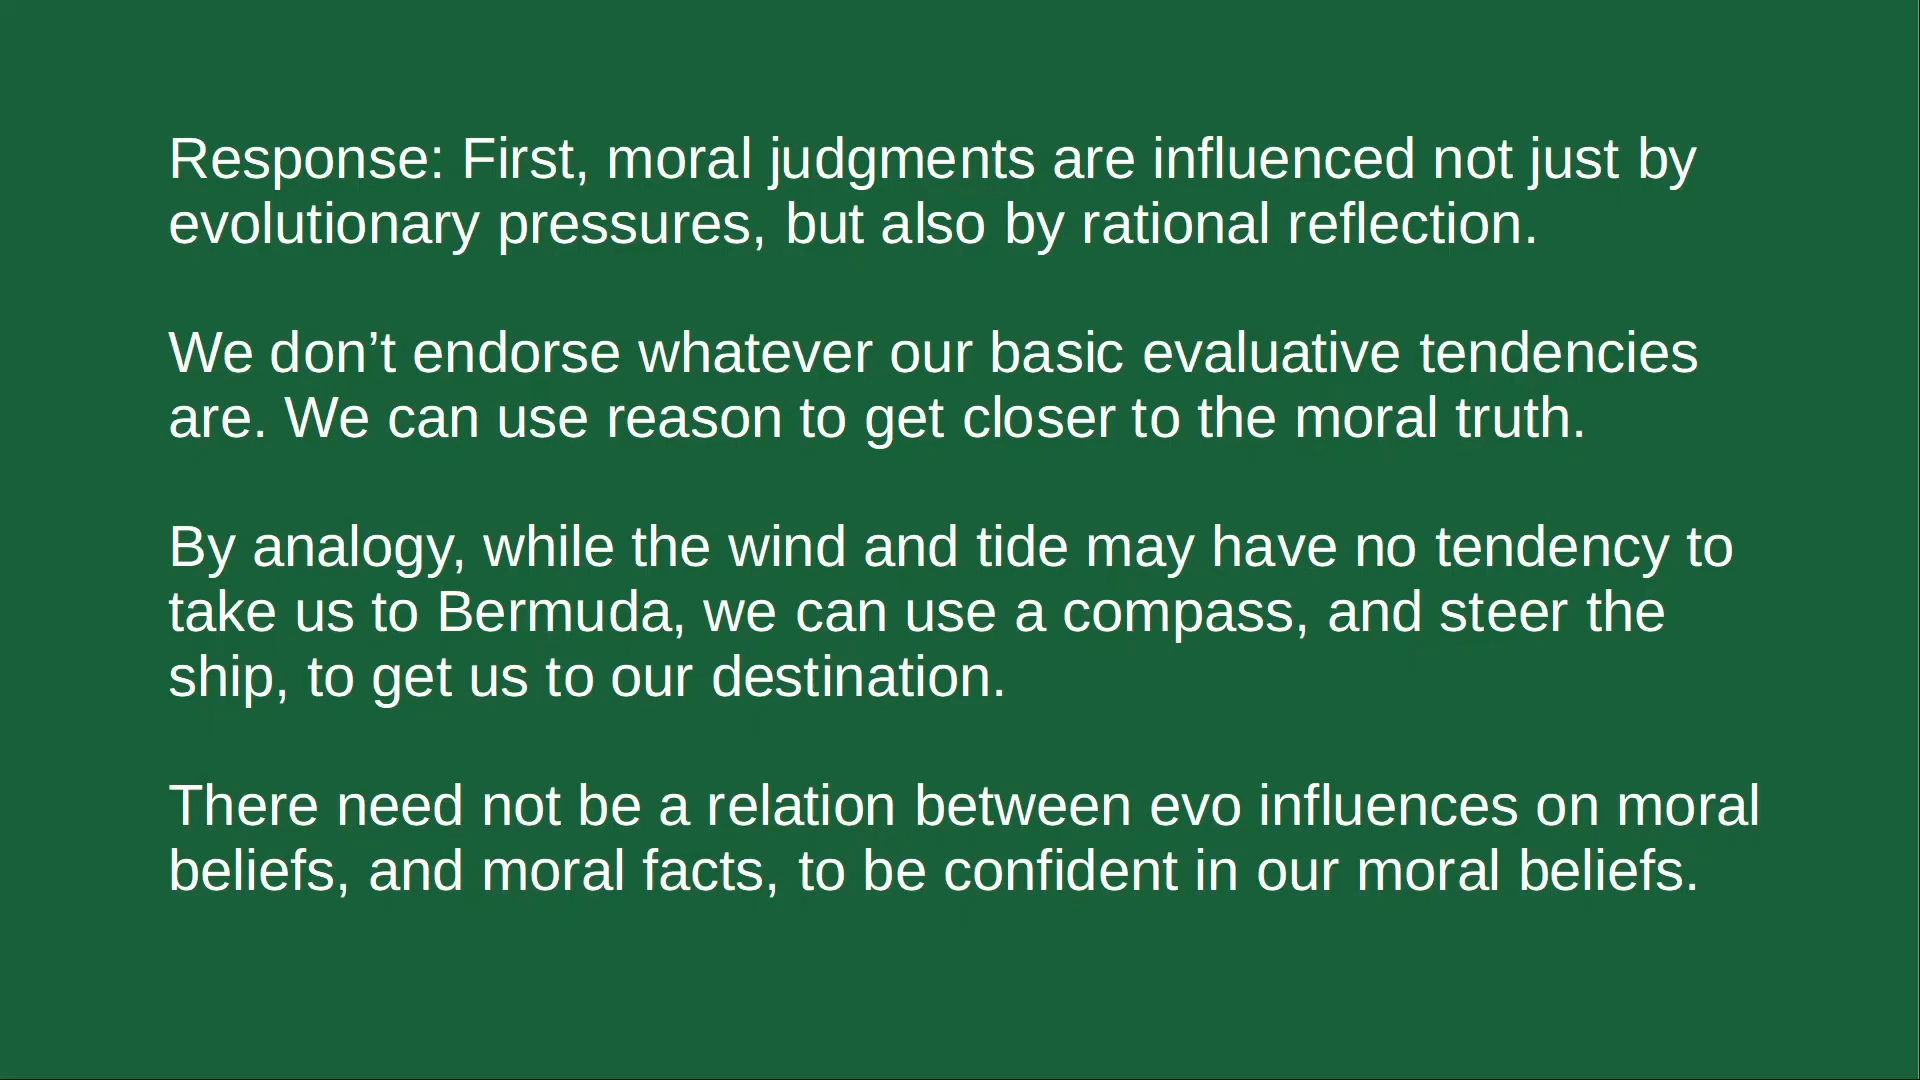 Response: First, moral judgments are influenced not just by
evolutionary pressures, but also by rational reflection.
We don’t endorse whatever our basic evaluative tendencies
are. We can use reason to get closer to the moral truth.
By analogy, while the wind and tide may have no tendency to
take us to Bermuda, we can use a compass, and steer the
ship, to get us to our destination.
There need not be a relation between evo influences on moral
beliefs, and moral facts, to be confident in our moral beliefs.